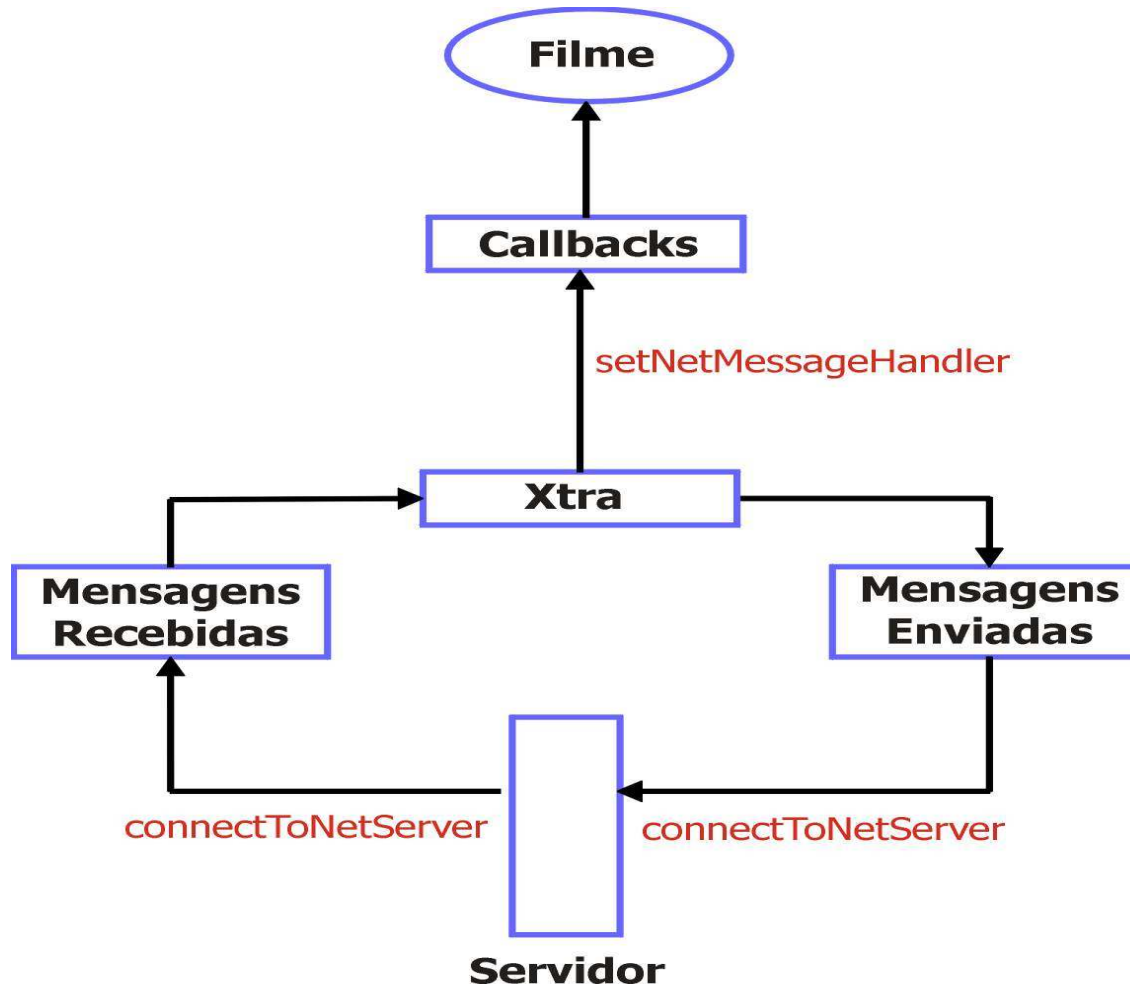 Filme
Callbacks
setNetMessageHandler
Xtra
Mensagens
Recebidas
Mensagens
Enviadas
connectToNetServer
connectToNetServer
Servidor